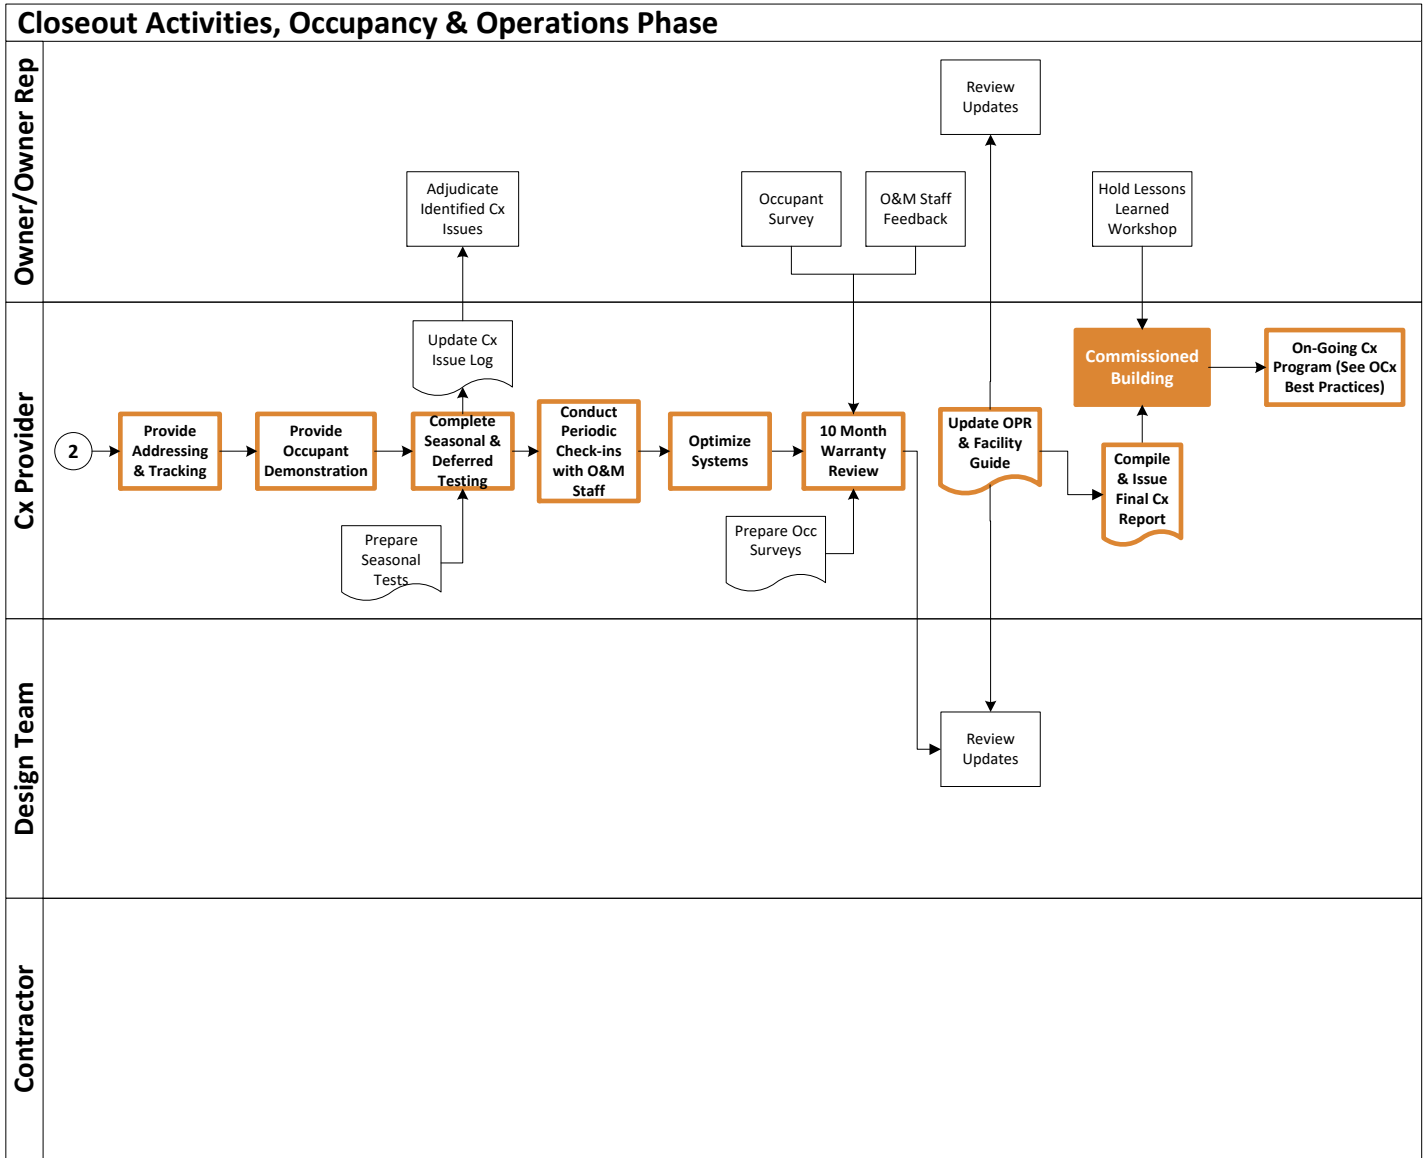 Closeout Activities, Occupancy & Operations Phase
Owner/Owner Rep
Review
Updates
Adjudicate
Identified Cx
Issues
Occupant
Survey
O&M Staff
Feedback
Hold Lessons
Learned
Workshop
Cx Provider
Update Cx
Issue Log
Commissioned
Building
On-Going Cx
Program (See OCx
Best Practices)
2
Provide
Addressing
& Tracking
Provide
Occupant
Demonstration
Complete
Seasonal &
Deferred
Testing
Conduct
Periodic
Check-ins
with O&M
Staff
Optimize
Systems
10 Month
Warranty
Review
Update OPR
& Facility
Guide
Compile
& Issue
Final Cx
Report
Prepare
Seasonal
Tests
Prepare Occ
Surveys
Design Team
Review
Updates
Contractor